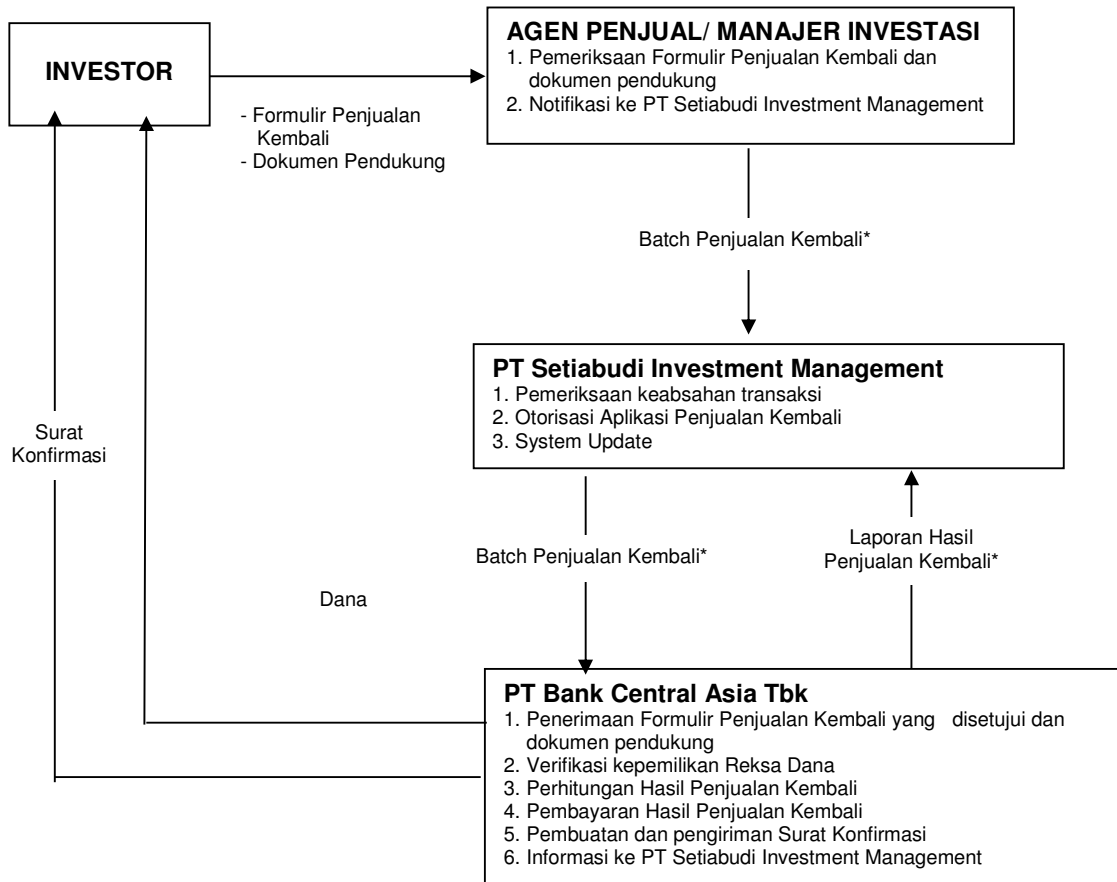 INVESTOR
AGEN PENJUAL/ MANAJER INVESTASI
1. Pemeriksaan Formulir Penjualan Kembali dan
dokumen pendukung
2. Notifikasi ke PT Setiabudi Investment Management
- Formulir Penjualan
Kembali
- Dokumen Pendukung
Batch Penjualan Kembali*
PT Setiabudi Investment Management
1. Pemeriksaan keabsahan transaksi
2. Otorisasi Aplikasi Penjualan Kembali
3. System Update
Surat
Konfirmasi
Batch Penjualan Kembali*
Laporan Hasil
Penjualan Kembali*
Dana
PT Bank Central Asia Tbk
1. Penerimaan Formulir Penjualan Kembali yang disetujui dan
dokumen pendukung
2. Verifikasi kepemilikan Reksa Dana
3. Perhitungan Hasil Penjualan Kembali
4. Pembayaran Hasil Penjualan Kembali
5. Pembuatan dan pengiriman Surat Konfirmasi
6. Informasi ke PT Setiabudi Investment Management